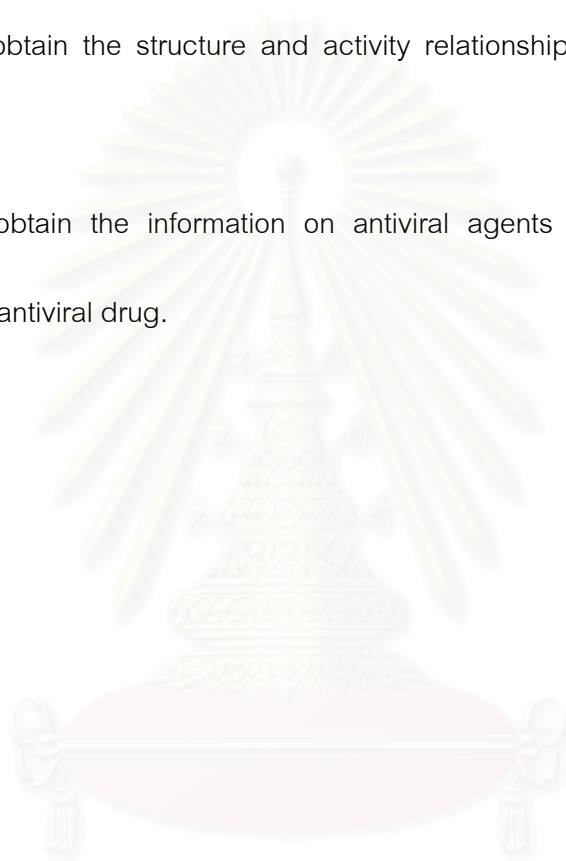 obtain the structure and activity relationship
obtain the information on antiviral agents
antiviral drug.